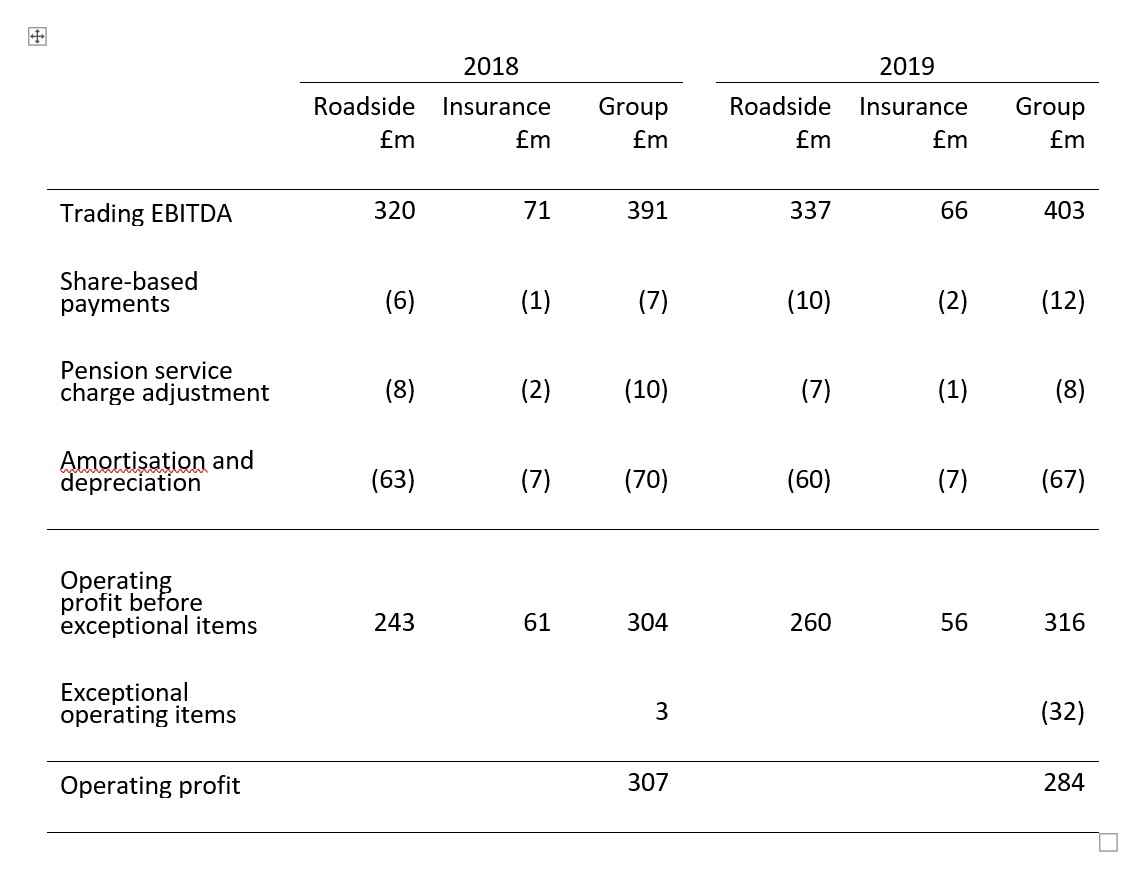 2018 2019
Roadside Insurance Group Roadside Insurance Group
£m £m £m £m £m £m
Trading EBITDA 320 71 391 337 66 403
Share-based
payments (6) (1) (7) (10) (2) (12)
Pension service
charge adjustment (8) (2) (10) (7) (1) (8)
Amortisation and
depreciation (63) (7) (70) (60) (7) (67)
Operating
profit before
exceptional items 243 61 304 260 56 316
Exceptional
operating items 3 (32)
Operating profit 307 284